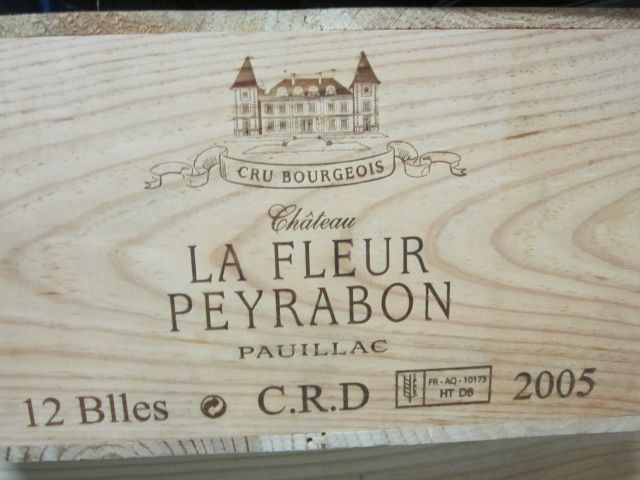 CRU BOURGEOIS
Château
LA FLEUR
PEYRABON
PAUILLAC
12 Blles C.R.D FR - AQ - 10173 2005
HT DB